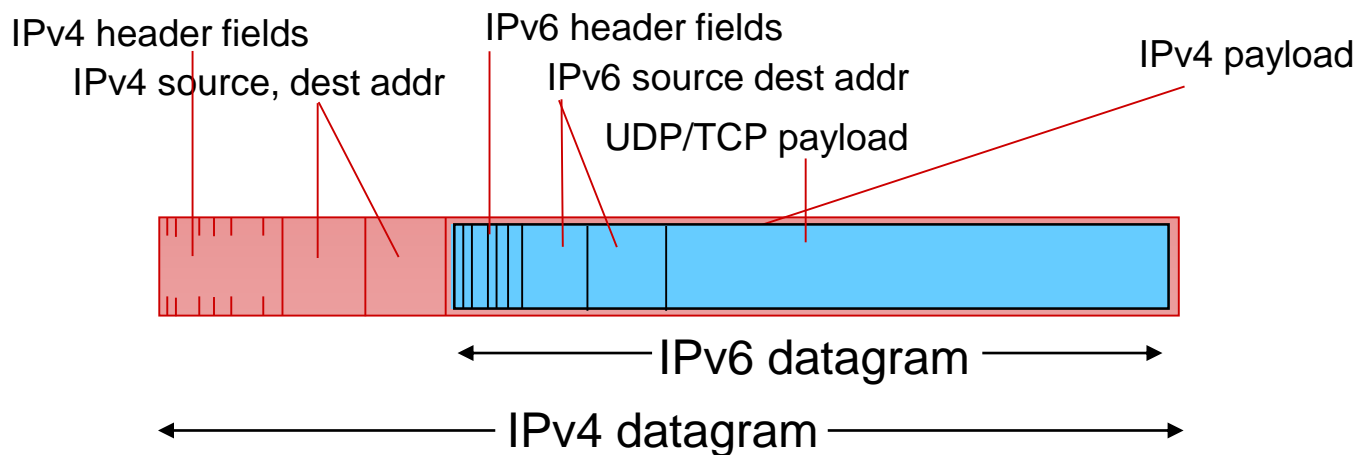 IPv4 header fields
IPv6 header fields
IPv4 payload
IPv4 source, dest addr
IPv6 source dest addr
UDP/TCP payload
IPv6 datagram
IPv4 datagram